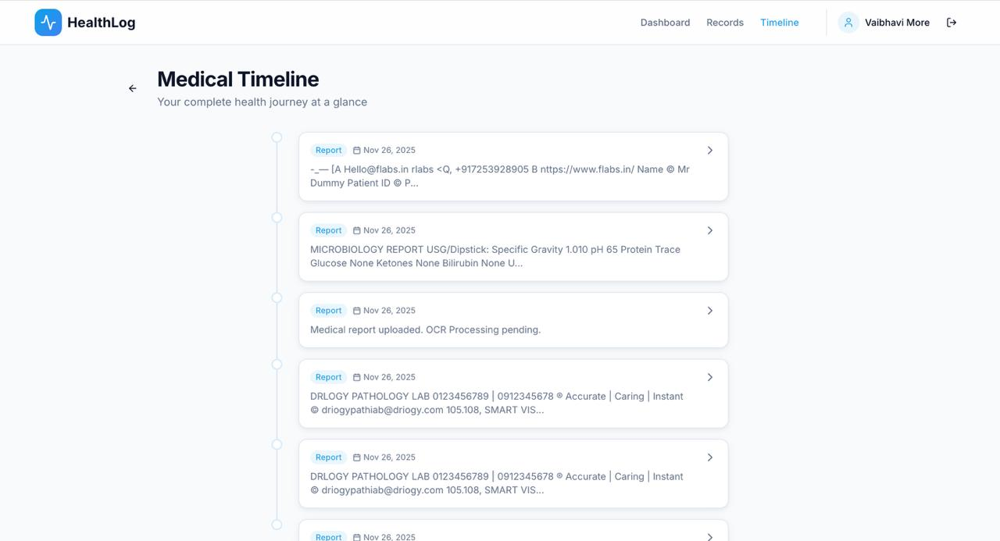 HealthLog
Dashboard Records Timeline Vaibhavi More
Medical Timeline
Your complete health journey at a glance
Report Nov 26, 2025
-_— [A Hello@flabs.in rlabs <Q, +917253928905 B nttps://www.flabs.in/ Name © Mr
Dummy Patient ID © P...
Report Nov 26, 2025
MICROBIOLOGY REPORT USG/Dipstick: Specific Gravity 1.010 pH 65 Protein Trace
Glucose None Ketones None Bilirubin None U...
Report Nov 26, 2025
Medical report uploaded. OCR Processing pending.
Report Nov 26, 2025
DRLOGY PATHOLOGY LAB 0123456789 | 0912345678 ® Accurate | Caring | Instant
© driogypathiab@driogy.com 105.108, SMART VIS...
Report Nov 26, 2025
DRLOGY PATHOLOGY LAB 0123456789 | 0912345678 ® Accurate | Caring | Instant
© driogypathiab@driogy.com 105.108, SMART VIS...
Report Nov 26, 2025